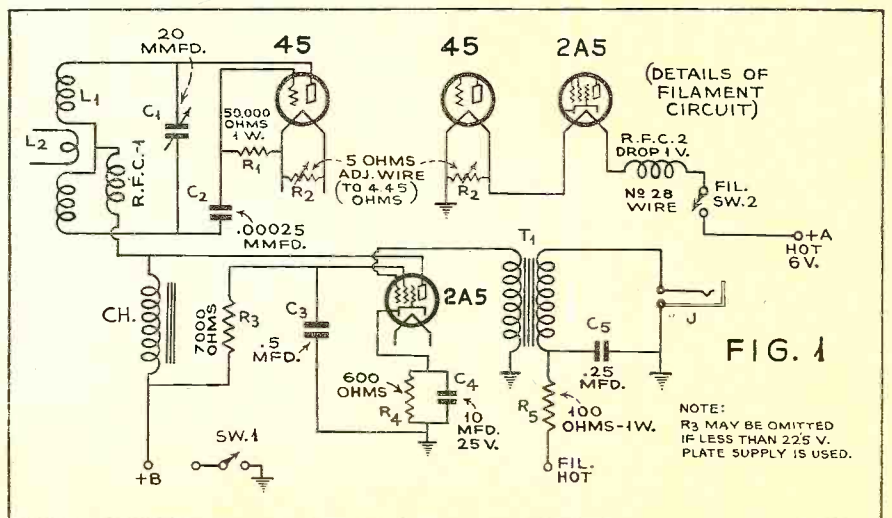 20
MMFD.
45
45
2A5
(DETAILS OF
FILAMENT
CIRCUIT)
L1
C1
L2
R.F.C.-1
50,000
OHMS
1 W.
R1
R2
5 OHMS
ADJ. WIRE
(TO 4.45)
OHMS
R2
R.F.C.2
DROP 1 V.
Nº 28
WIRE
FIL.
SW.2
+A
HOT
6V.
C2
.00025
MMFD.
T1
CH.
7000
OHMS
R3
C3
.5
MFD.
2A5
J
C5
.25
MFD.
FIG. 1
600
OHMS
R4
C4
10
MFD.
25 V.
R5
100
OHMS-1W.
NOTE:
R3 MAY BE OMITTED
IF LESS THAN 225 V.
PLATE SUPPLY IS USED.
+B
SW.1
FIL.
HOT